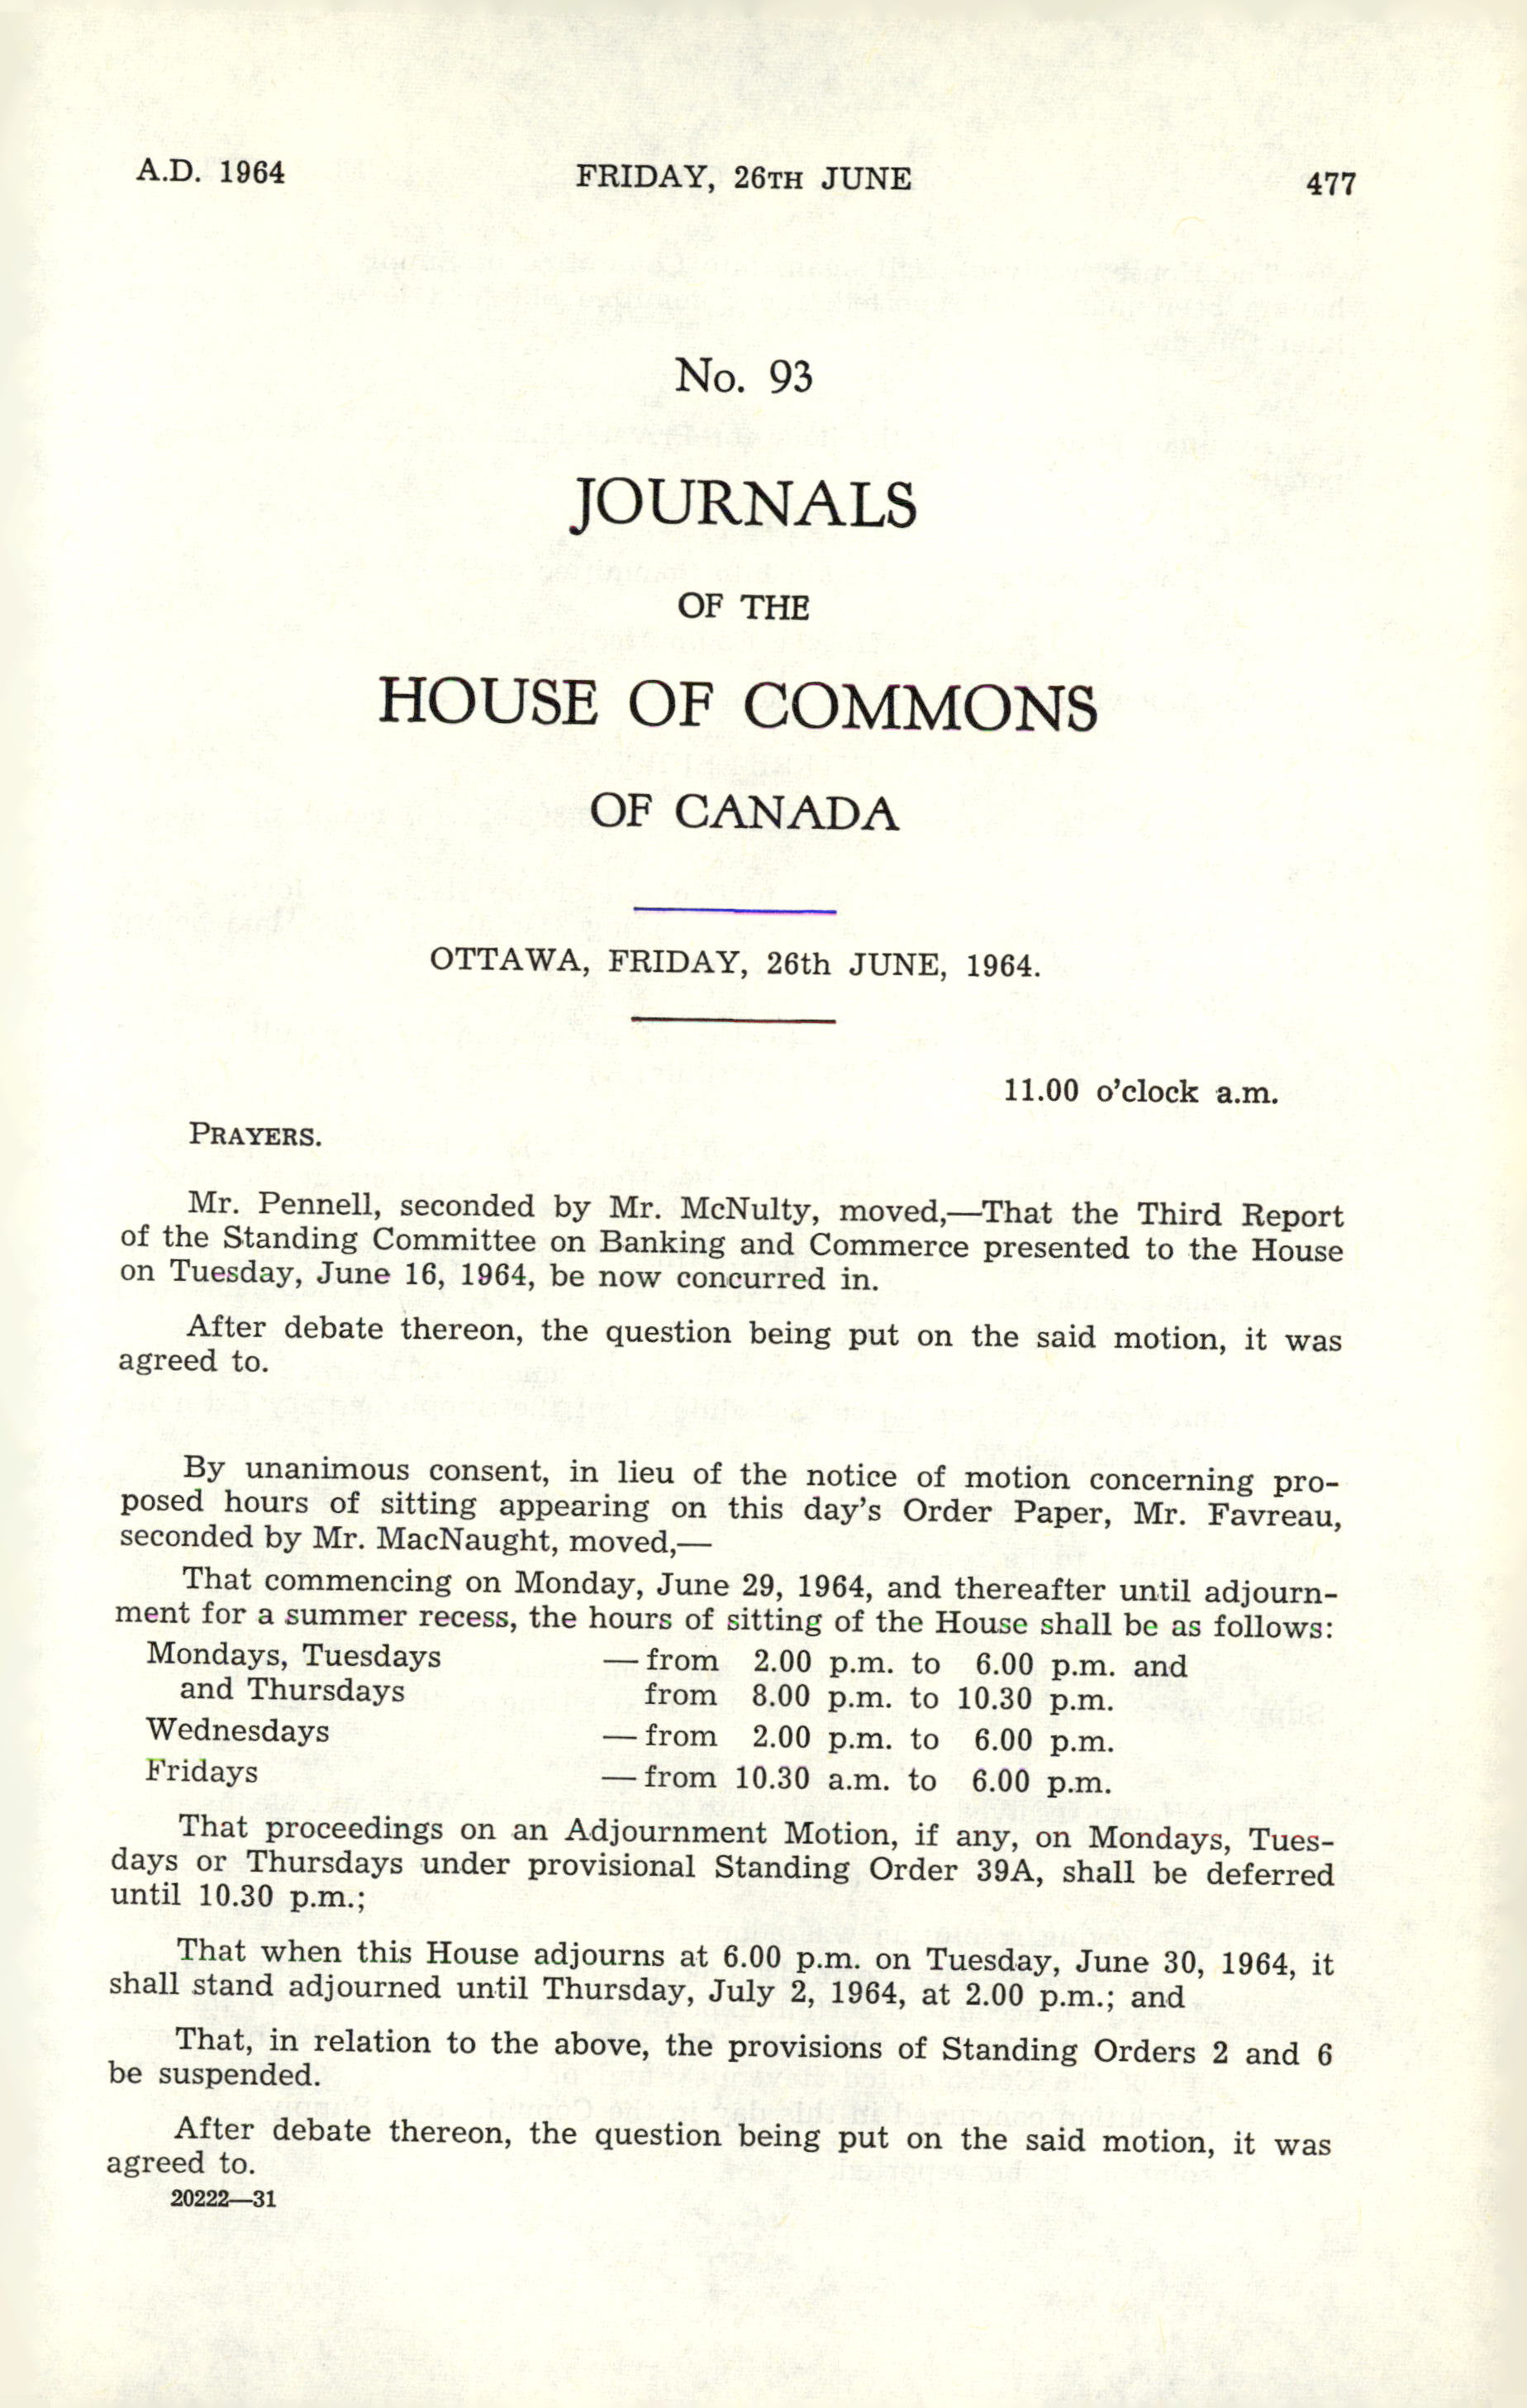 A.D. 1964 FRIDAY, 26TH JUNE 477
No. 93
JOURNALS
OF THE
HOUSE OF COMMONS
OF CANADA
OTTAWA, FRIDAY, 26th JUNE, 1964.
11.00 o'clock a.m.
PRAYERS.
Mr. Pennell, seconded by Mr. McNulty, moved,—That the Third Report
of the Standing Committee on Banking and Commerce presented to the House
on Tuesday, June 16, 1964, be now concurred in.
After debate thereon, the question being put on the said motion, it was
agreed to.
By unanimous consent, in lieu of the notice of motion concerning pro-
posed hours of sitting appearing on this day's Order Paper, Mr. Favreau,
seconded by Mr. MacNaught, moved,—
That commencing on Monday, June 29, 1964, and thereafter until adjourn-
ment for a summer recess, the hours of sitting of the House shall be as follows:
Mondays, Tuesdays — from 2.00 p.m. to 6.00 p.m. and
and Thursdays from 8.00 p.m. to 10.30 p.m.
Wednesdays — from 2.00 p.m. to 6.00 p.m.
Fridays — from 10.30 a.m. to 6.00 p.m.
That proceedings on an Adjournment Motion, if any, on Mondays, Tues-
days or Thursdays under provisional Standing Order 39A, shall be deferred
until 10.30 p.m.;
That when this House adjourns at 6.00 p.m. on Tuesday, June 30, 1964, it
shall stand adjourned until Thursday, July 2, 1964, at 2.00 p.m.; and
That, in relation to the above, the provisions of Standing Orders 2 and 6
be suspended.
After debate thereon, the question being put on the said motion, it was
agreed to.
20222—31